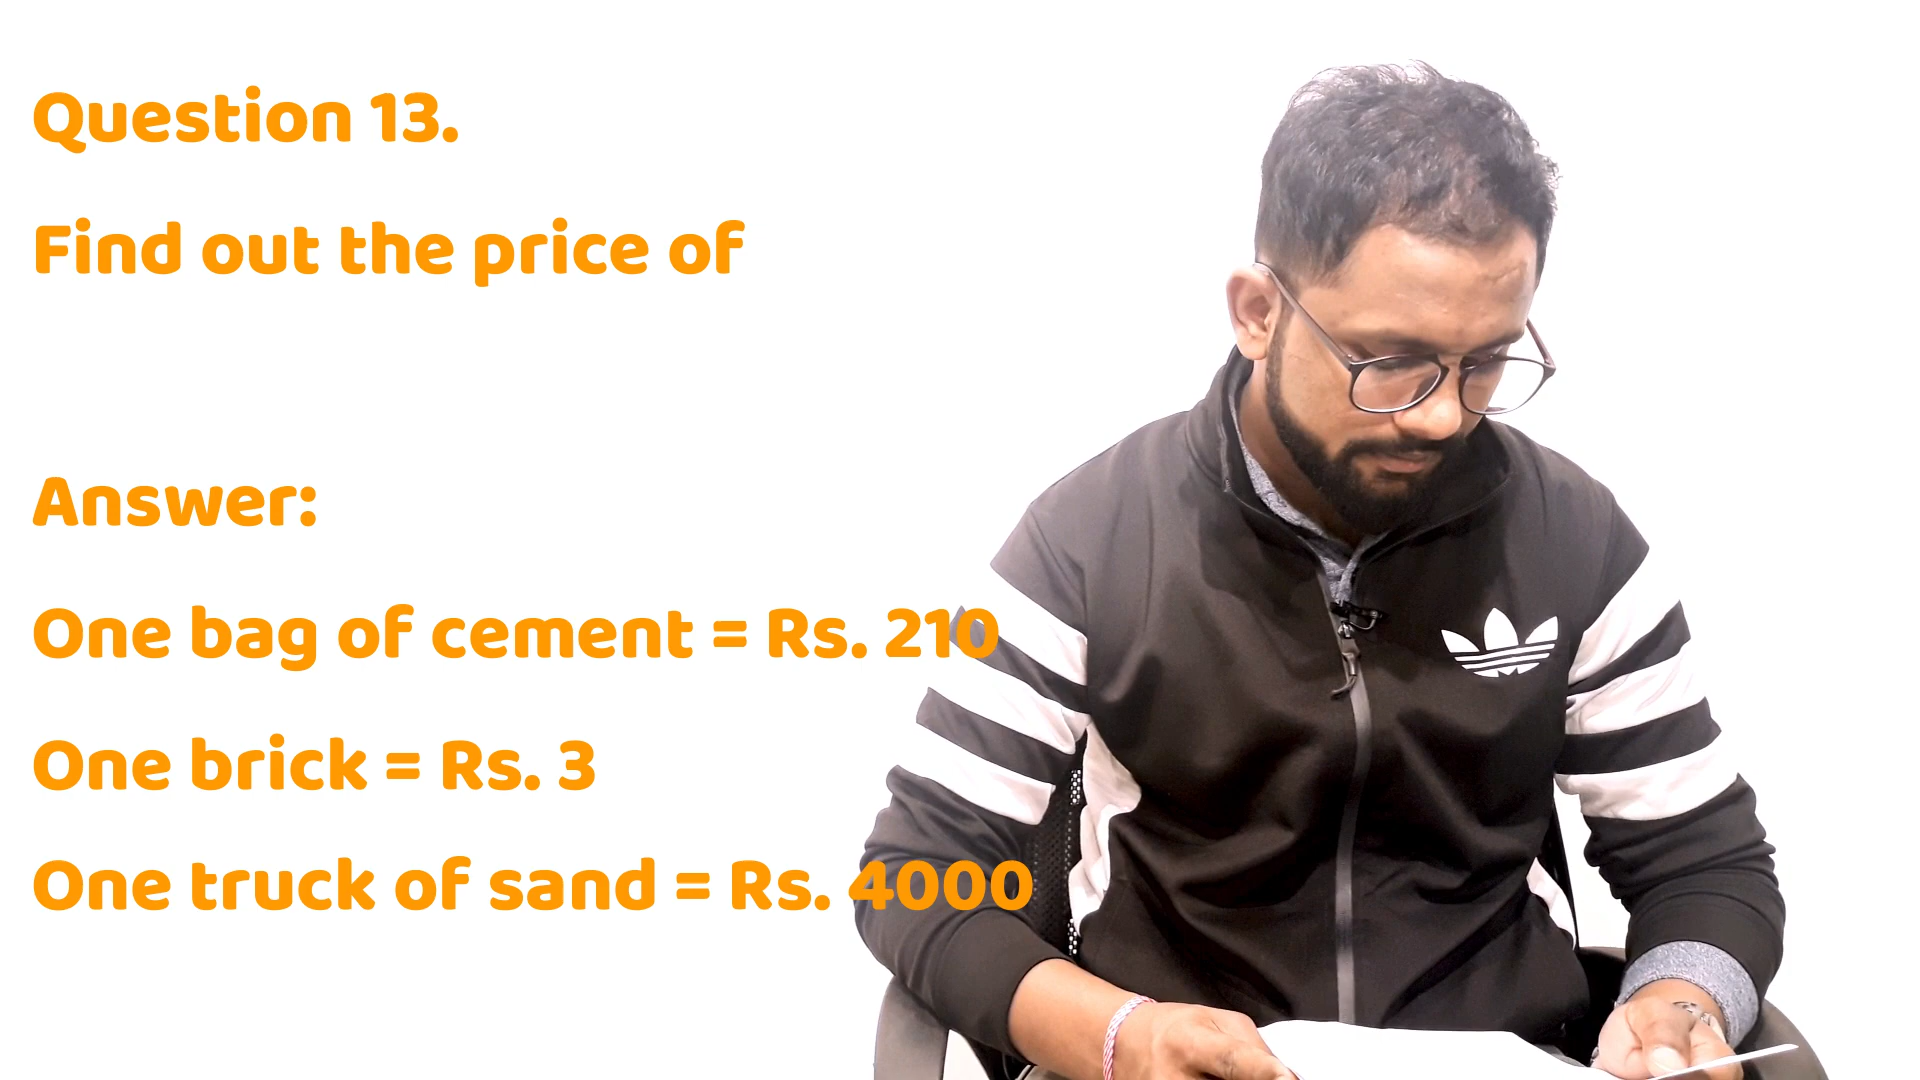 Question 13.
Find out the price of
Answer:
One bag of cement = Rs. 210
One brick = Rs. 3
One truck of sand = Rs. 4000